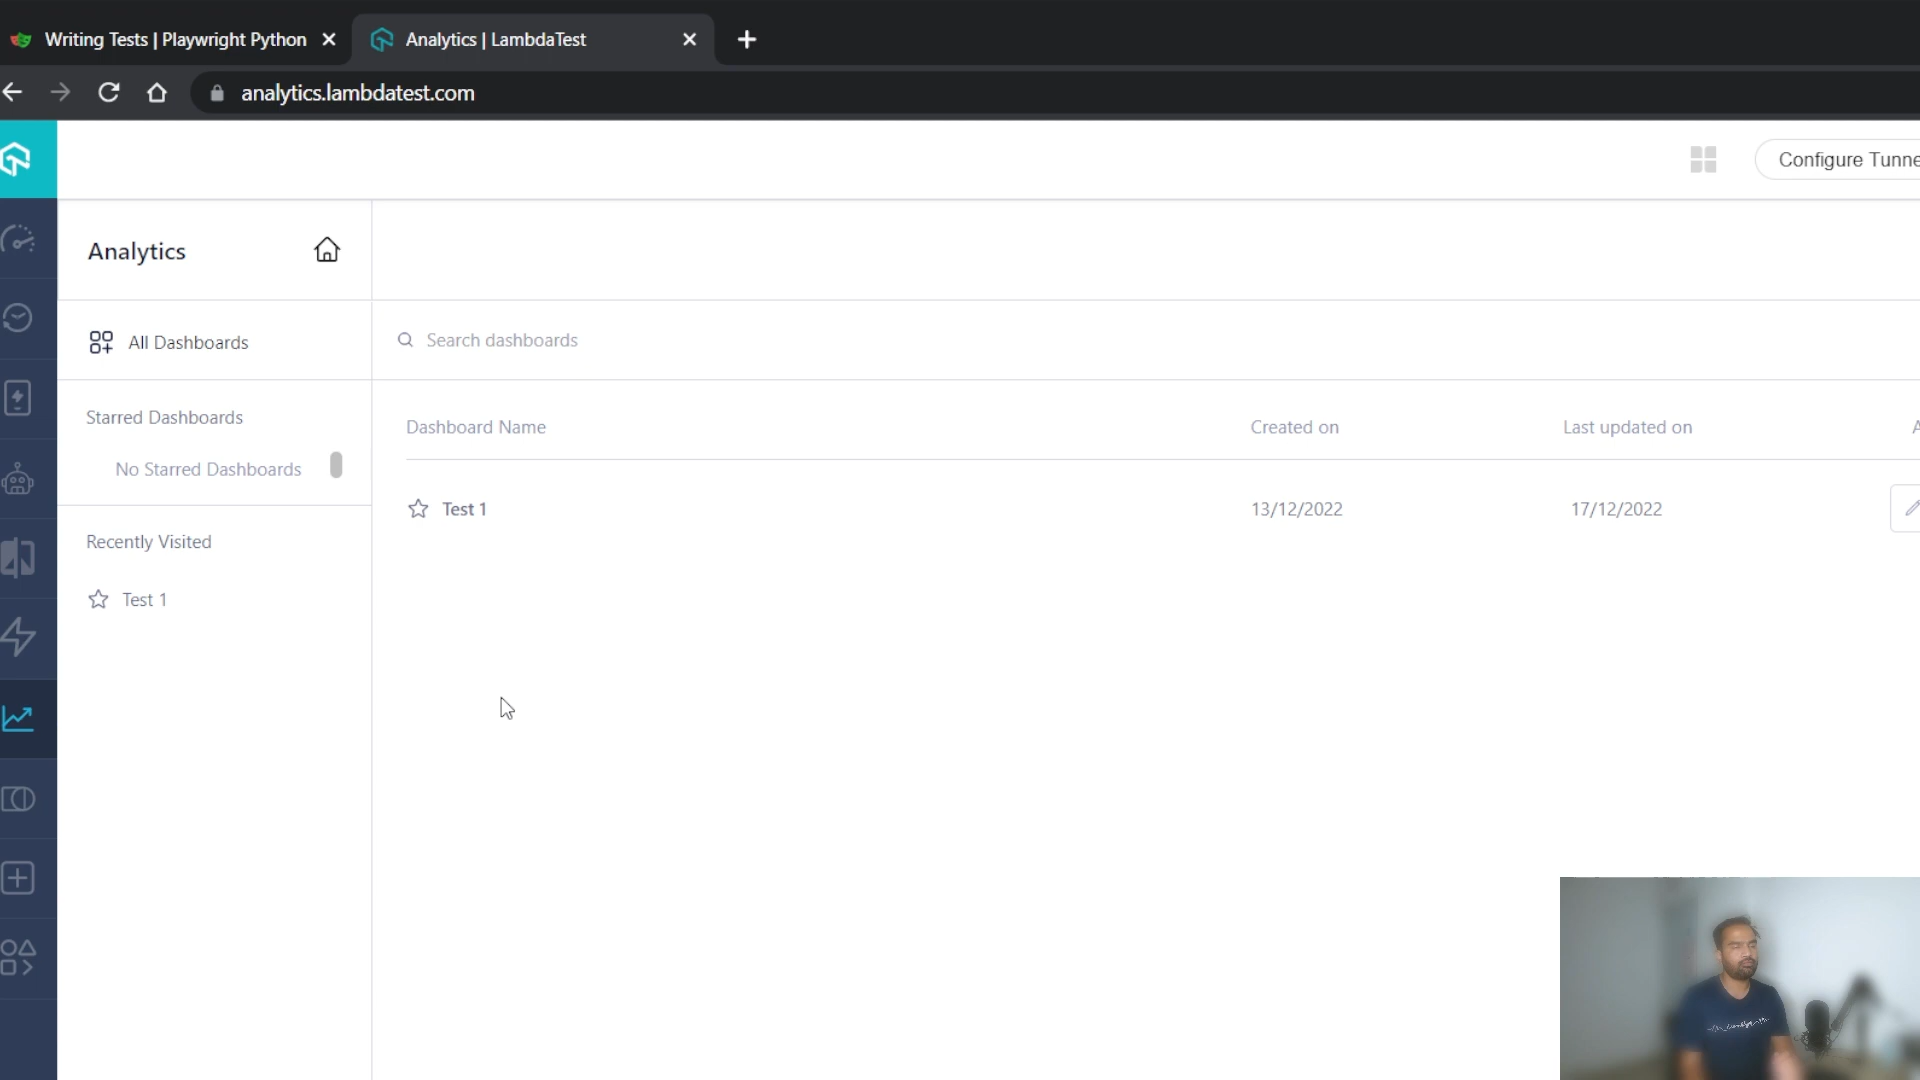 Writing Tests | Playwright Python
Analytics | LambdaTest
analytics.lambdatest.com
Configure Tunne
Analytics
All Dashboards
Search dashboards
Starred Dashboards
No Starred Dashboards
Dashboard Name Created on Last updated on A
Test 1 13/12/2022 17/12/2022
Recently Visited
Test 1